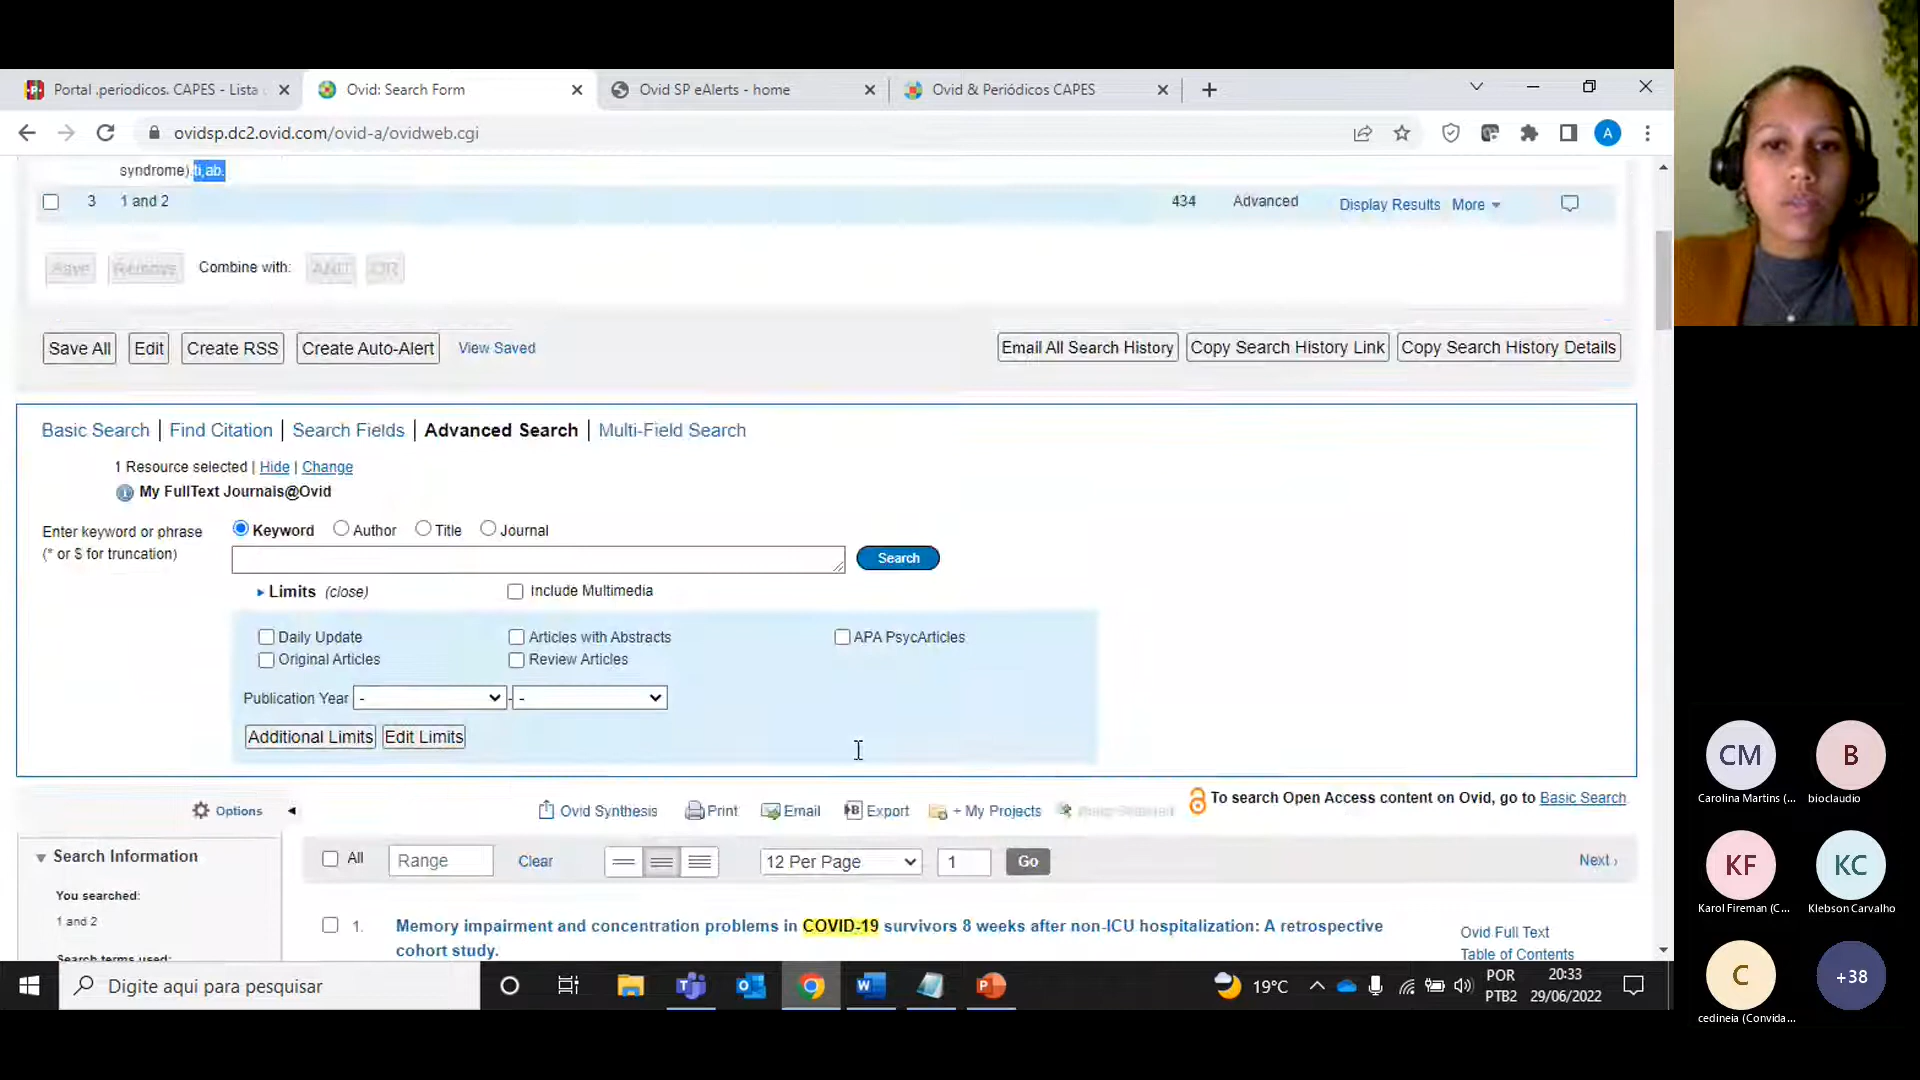 Portal .periodicos. CAPES - Lista
Ovid: Search Form
Ovid SP eAlerts - home
Ovid & Periódicos CAPES
ovidsp.dc2.ovid.com/ovid-a/ovidweb.cgi
A
syndrome).ti,ab.
3 1 and 2 434 Advanced Display Results More
Save Remove Combine with: AND OR
Save All Edit Create RSS Create Auto-Alert View Saved Email All Search History Copy Search History Link Copy Search History Details
Basic Search | Find Citation | Search Fields | Advanced Search | Multi-Field Search
1 Resource selected | Hide | Change
My FullText Journals@Ovid
Enter keyword or phrase
(* or $ for truncation)
Keyword Author Title Journal
Search
Limits (close) Include Multimedia
Daily Update Articles with Abstracts APA PsycArticles
Original Articles Review Articles
Publication Year - - -
Additional Limits Edit Limits
Options Ovid Synthesis Print Email Export + My Projects To search Open Access content on Ovid, go to Basic Search
Search Information
You searched:
1 and 2
Search terms used:
All Range Clear 12 Per Page 1 Go Next ›
1. Memory impairment and concentration problems in COVID-19 survivors 8 weeks after non-ICU hospitalization: A retrospective
cohort study.
Ovid Full Text
Table of Contents
Digite aqui para pesquisar
19°C
POR
PTB2
20:33
29/06/2022
CM
Carolina Martins (...
B
bioclaudio
KF
Karol Fireman (C...
KC
Klebson Carvalho
C
cedineia (Convida...
+38